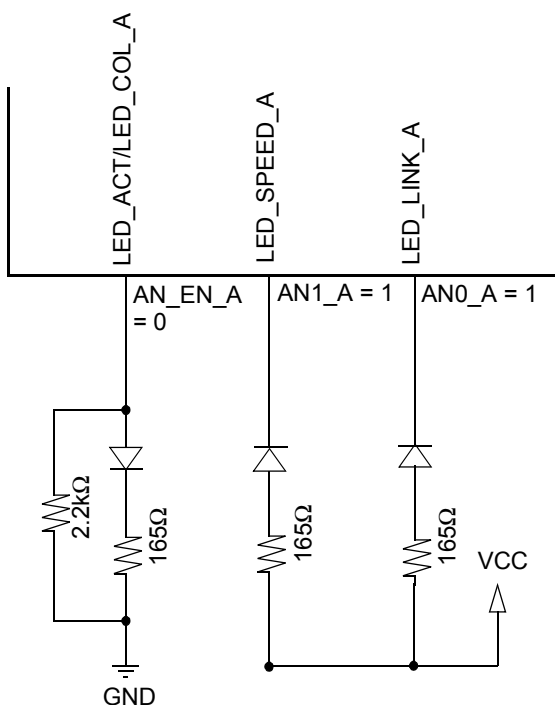 LED_ACT/LED_COL_A
LED_SPEED_A
LED_LINK_A
AN_EN_A
= 0
AN1_A = 1
AN0_A = 1
2.2kΩ
165Ω
165Ω
165Ω
VCC
GND